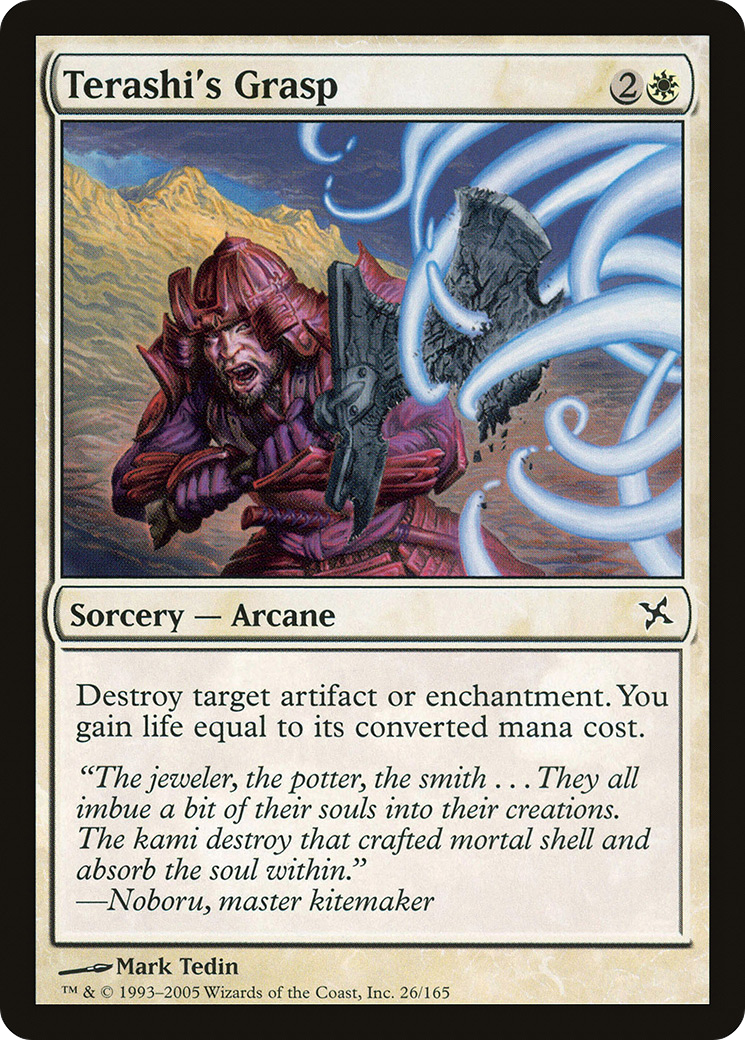 Terashi's Grasp 2
Sorcery — Arcane
Destroy target artifact or enchantment. You
gain life equal to its converted mana cost.
“The jeweler, the potter, the smith . . . They all
imbue a bit of their souls into their creations.
The kami destroy that crafted mortal shell and
absorb the soul within.”
—Noboru, master kitemaker
Mark Tedin
™ & © 1993–2005 Wizards of the Coast, Inc. 26/165